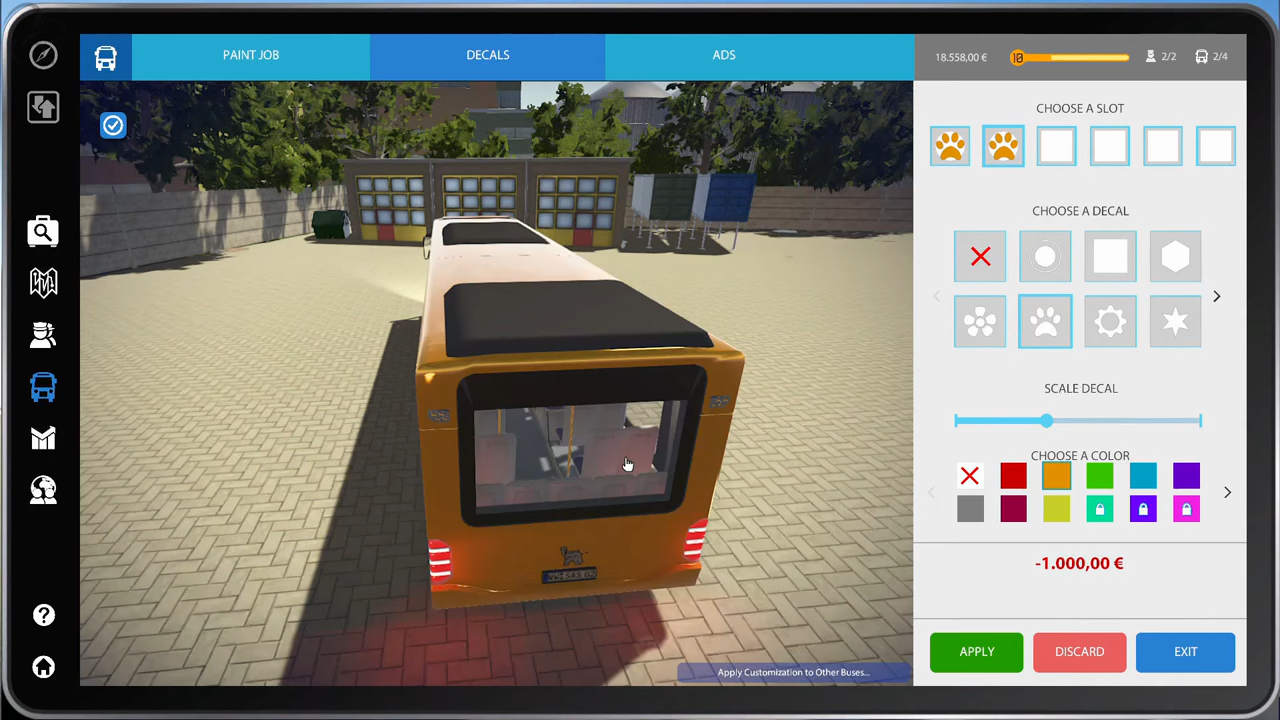 PAINT JOB
DECALS
ADS
18.558,00 €
10
2/2
2/4
CHOOSE A SLOT
CHOOSE A DECAL
SCALE DECAL
CHOOSE A COLOR
-1.000,00 €
APPLY
DISCARD
EXIT
Apply Customization to Other Buses...